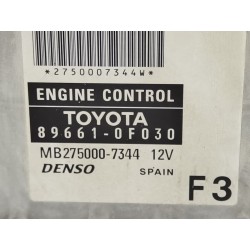 *2750007344W*
ENGINE CONTROL
TOYOTA
89661-0F030
MB275000-7344 12V
DENSO SPAIN
F3